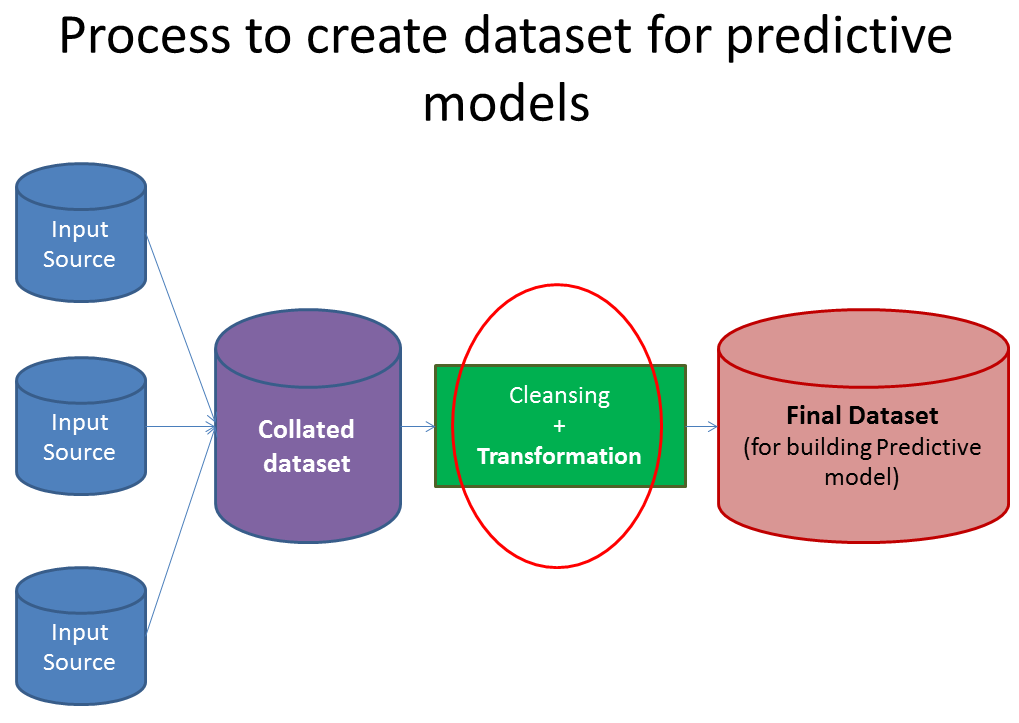 Process to create dataset for predictive
models
Input
Source
Input
Source
Input
Source
Collated
dataset
Cleansing
+
Transformation
Final Dataset
(for building Predictive
model)